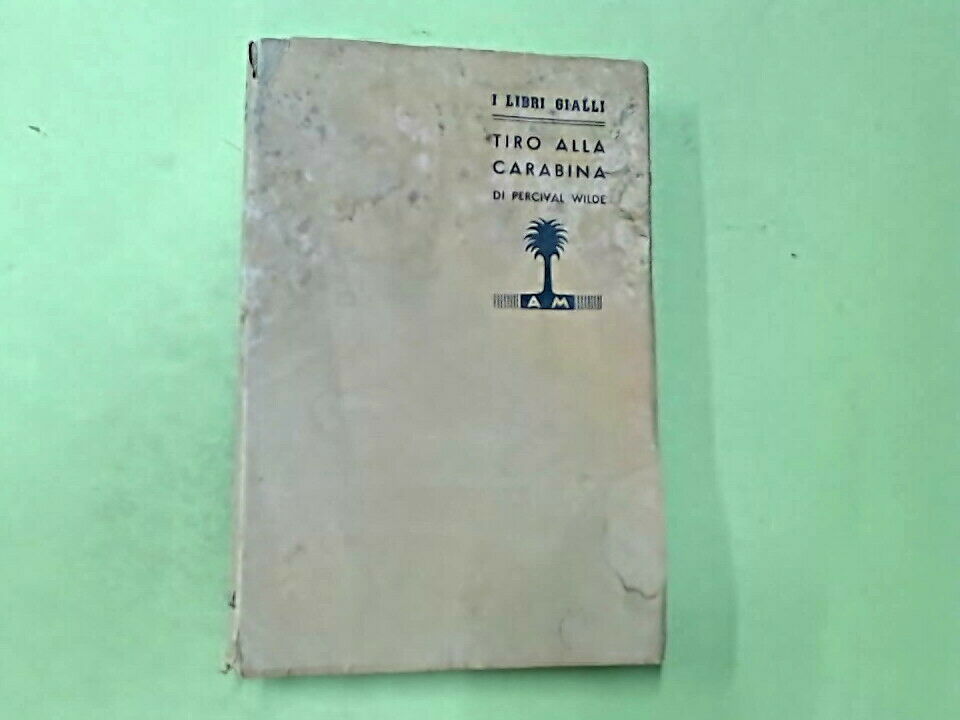 I LIBRI GIALLI
TIRO ALLA
CARABINA
DI PERCIVAL WILDE
A M